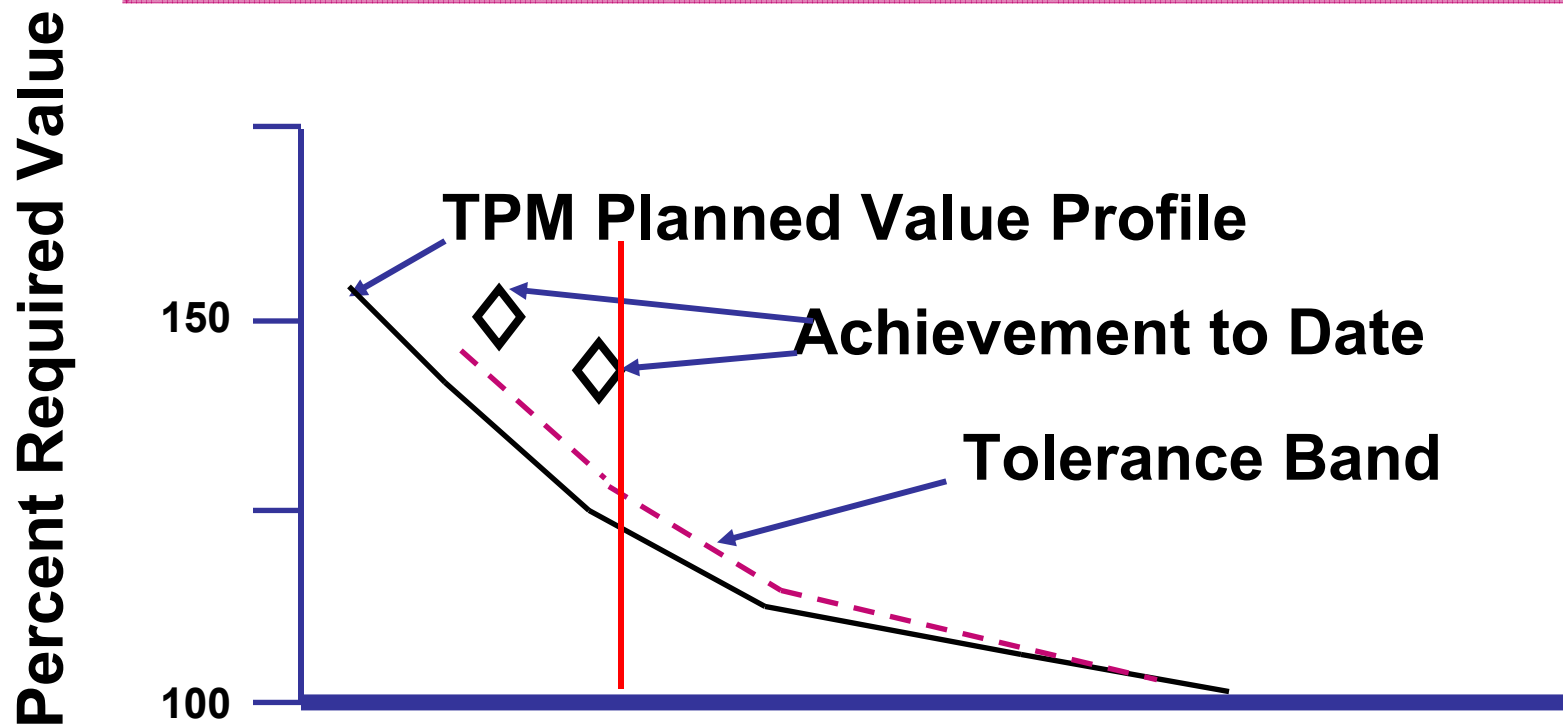 Percent Required Value
TPM Planned Value Profile
150
Achievement to Date
Tolerance Band
100